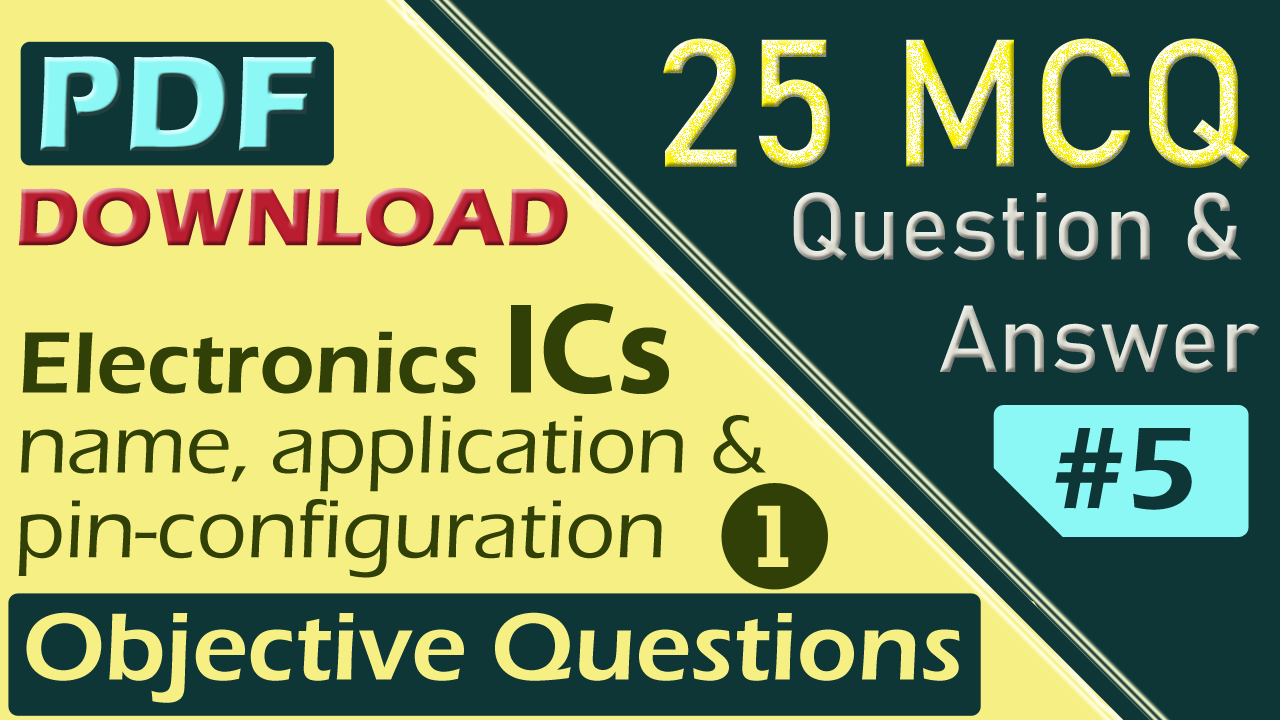 PDF
DOWNLOAD
Electronics ICs
name, application &
pin-configuration 1
Objective Questions
25 MCQ
Question &
Answer
#5